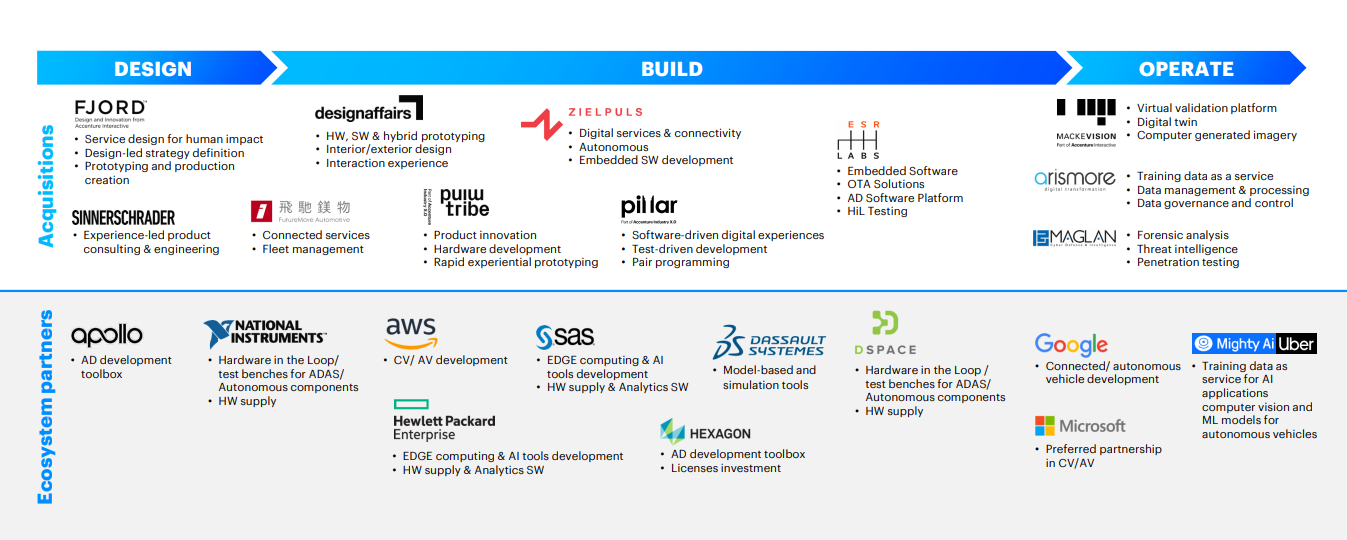 DESIGN
BUILD
OPERATE
Acquisitions
FJORD
Design and Innovation from
Accenture Interactive
• Service design for human impact
• Design-led strategy definition
• Prototyping and production
creation
designaffairs
• HW, SW & hybrid prototyping
• Interior/exterior design
• Interaction experience
ZIELPULS
• Digital services & connectivity
• Autonomous
• Embedded SW development
E S R
L A B S
• Embedded Software
• OTA Solutions
• AD Software Platform
• HiL Testing
MACKEVISION
Part of Accenture Interactive
• Virtual validation platform
• Digital twin
• Computer generated imagery
SINNERSCHRADER
• Experience-led product
consulting & engineering
飛馳鎂物
FutureMove Automotive
• Connected services
• Fleet management
Part of Accenture
Industry X.0
pillar
Part of Accenture Industry X.0
tribe
• Product innovation
• Hardware development
• Rapid experiential prototyping
• Software-driven digital experiences
• Test-driven development
• Pair programming
arismore
digital transformation
• Training data as a service
• Data management & processing
• Data governance and control
MAGLAN
Cyber Defense & Intelligence
• Forensic analysis
• Threat intelligence
• Penetration testing
Ecosystem partners
apollo
• AD development
toolbox
NATIONAL
INSTRUMENTS™
• Hardware in the Loop/
test benches for ADAS/
Autonomous components
• HW supply
aws
• CV/ AV development
sas
• EDGE computing & AI
tools development
• HW supply & Analytics SW
DASSAULT
SYSTEMES
• Model-based and
simulation tools
DSPACE
• Hardware in the Loop /
test benches for ADAS/
Autonomous components
• HW supply
Google
• Connected/ autonomous
vehicle development
Mighty Ai Uber
• Training data as
service for AI
applications
computer vision and
ML models for
autonomous vehicles
Hewlett Packard
Enterprise
• EDGE computing & AI tools development
• HW supply & Analytics SW
HEXAGON
• AD development toolbox
• Licenses investment
Microsoft
• Preferred partnership
in CV/AV